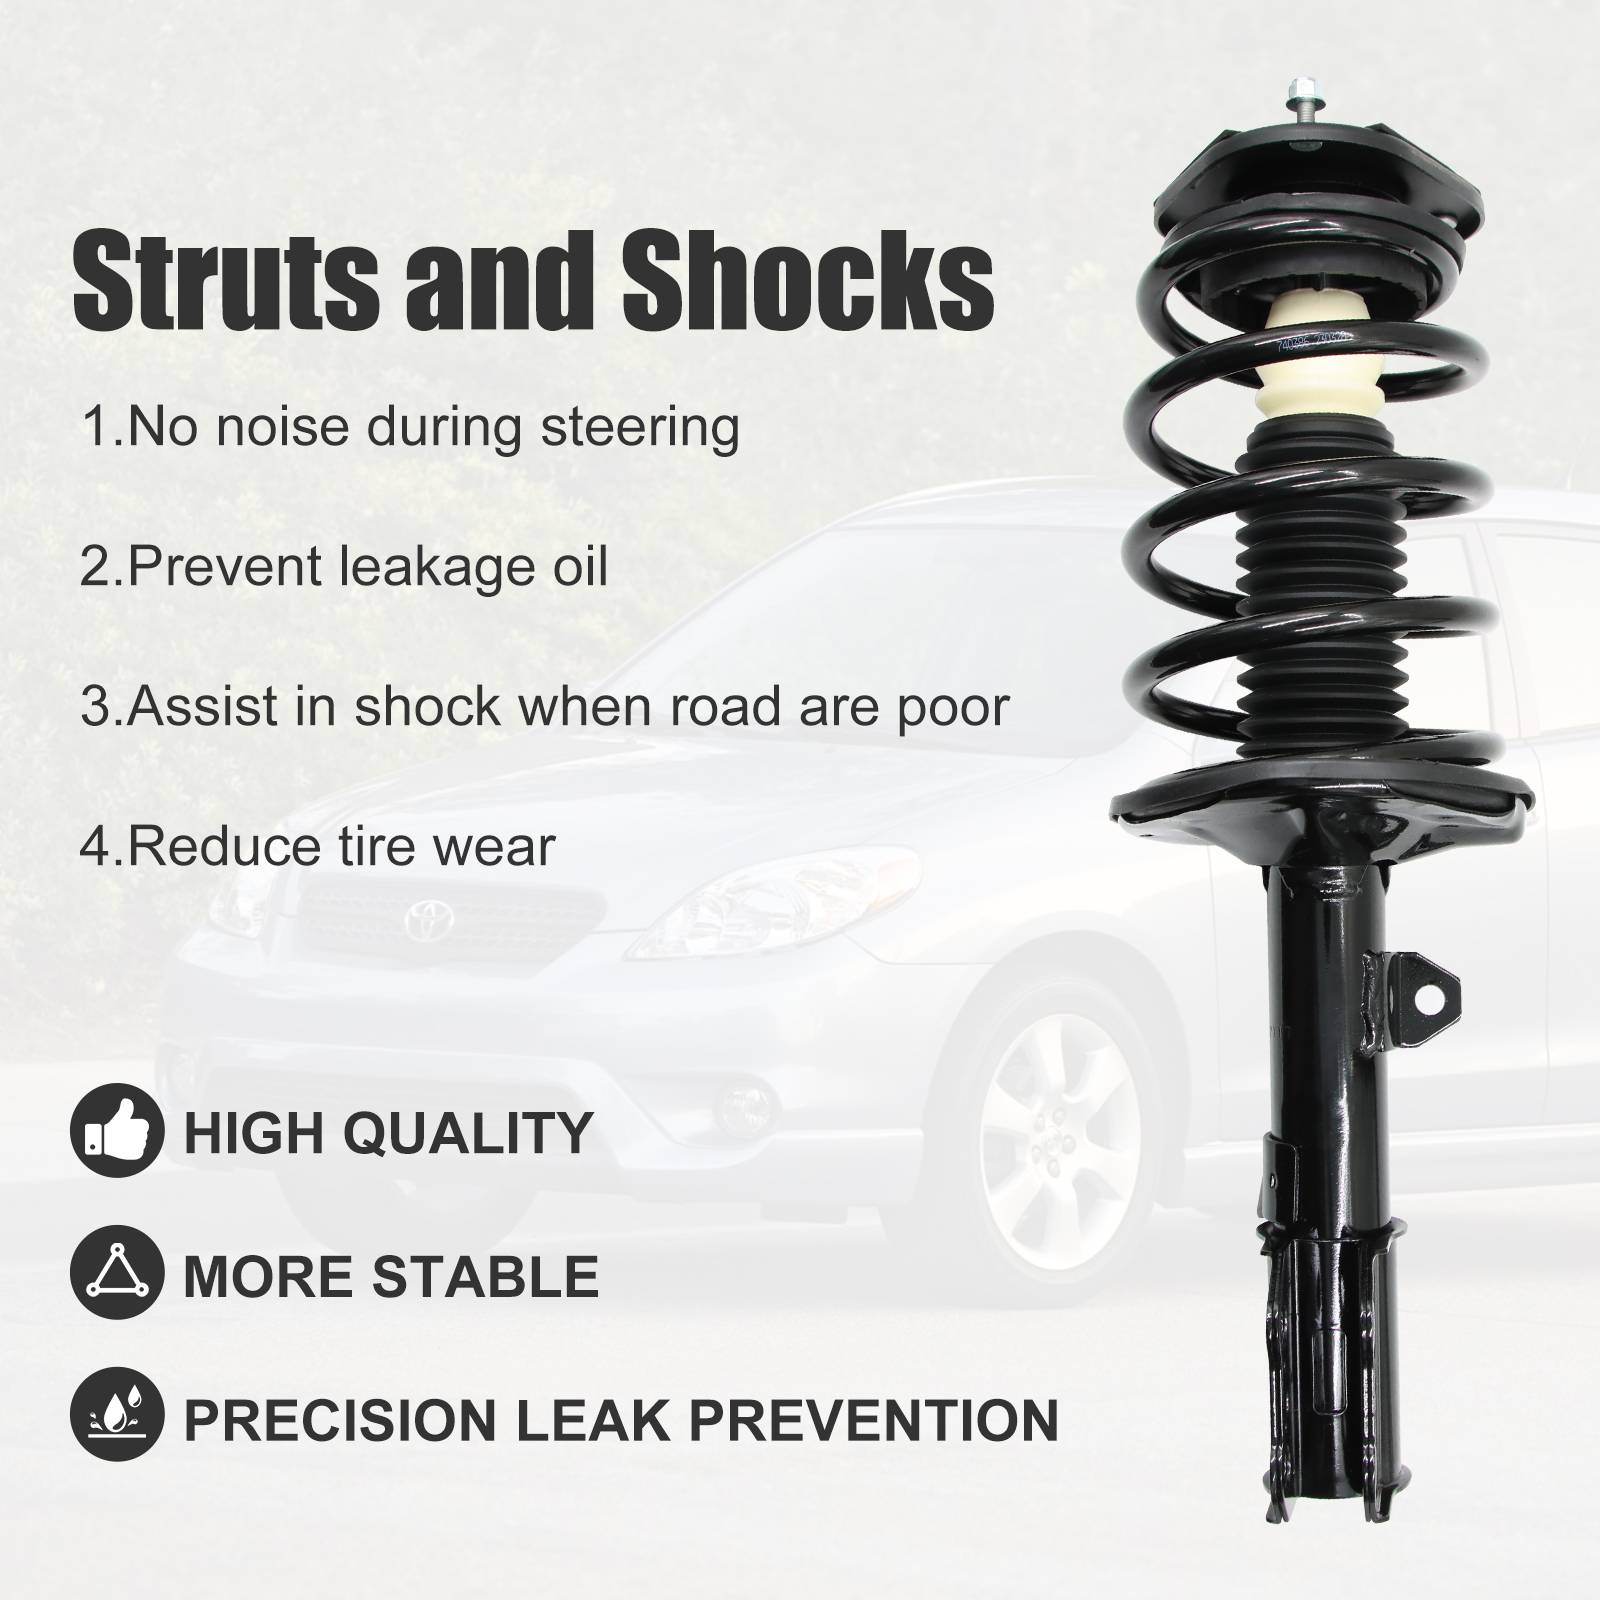 Struts and Shocks
1.No noise during steering
2.Prevent leakage oil
3.Assist in shock when road are poor
4.Reduce tire wear
HIGH QUALITY
MORE STABLE
PRECISION LEAK PREVENTION